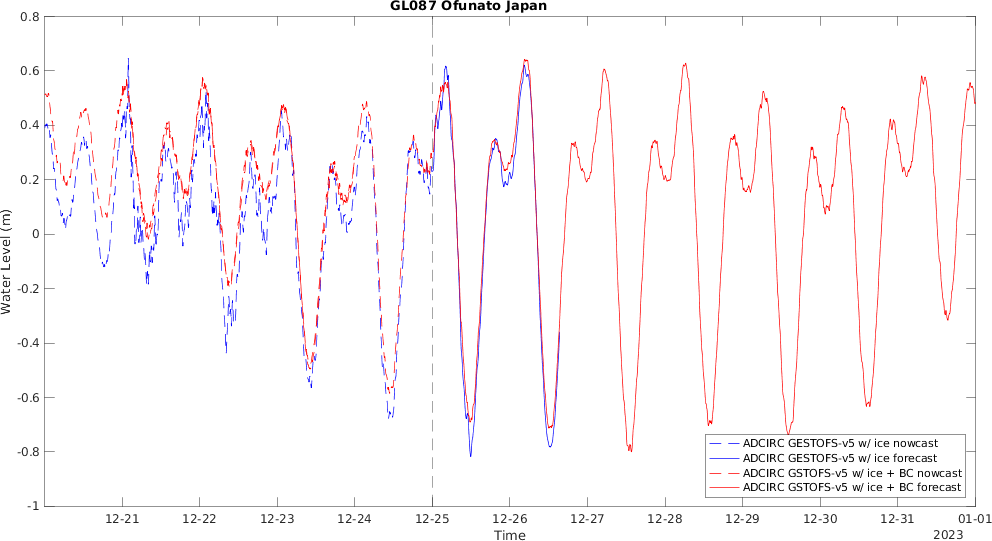 GL087 Ofunato Japan
0.8
0.6
0.4
0.2
0
-0.2
-0.4
-0.6
-0.8
-1
Water Level (m)
12-21 12-22 12-23 12-24 12-25 12-26 12-27 12-28 12-29 12-30 12-31 01-01
Time
2023
ADCIRC GESTOFS-v5 w/ ice nowcast
ADCIRC GESTOFS-v5 w/ ice forecast
ADCIRC GSTOFS-v5 w/ ice + BC nowcast
ADCIRC GSTOFS-v5 w/ ice + BC forecast